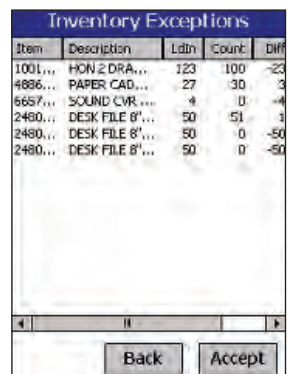 Inventory Exceptions
Item Description LdIn Count Diff
1001... HON 2 DRA... 123 100 -23
4886... PAPER CAD... 27 30 3
6657... SOUND CVR ... 4 0 -4
2480... DESK FILE 8",... 50 51 1
2480... DESK FILE 8"... 50 0 -50
2480... DESK FILE 8"... 50 0 -50
Back Accept